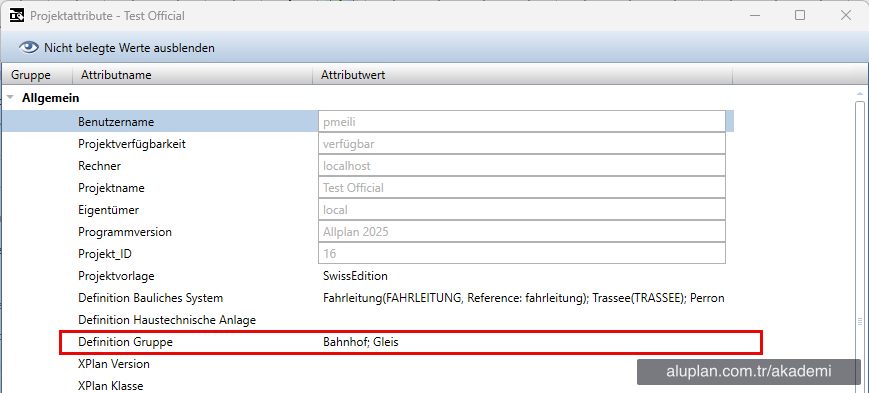 Projektattribute - Test Official
Nicht belegte Werte ausblenden
Gruppe Attributname Attributwert
Allgemein
Benutzername pmeili
Projektverfügbarkeit verfügbar
Rechner localhost
Projektname Test Official
Eigentümer local
Programmversion Allplan 2025
Projekt_ID 16
Projektvorlage SwissEdition
Definition Bauliches System Fahrleitung(FAHRLEITUNG, Reference: fahrleitung); Trassee(TRASSEE); Perron
Definition Haustechnische Anlage
Definition Gruppe Bahnhof; Gleis
XPlan Version
aluplan.com.tr/akademi
XPlan Klasse